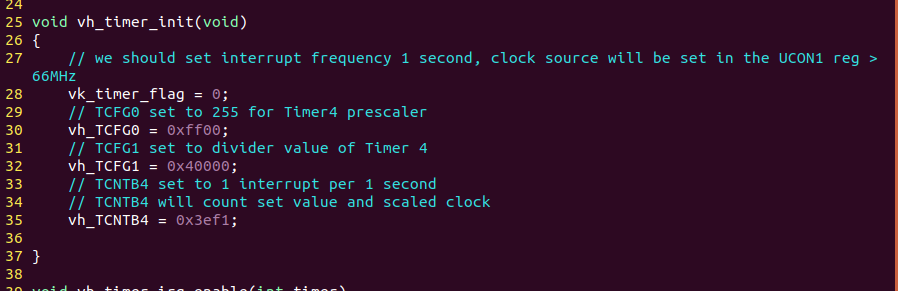 24
25 void vh_timer_init(void)
26 {
27     // we should set interrupt frequency 1 second, clock source will be set in the UCON1 reg >
66MHz
28     vk_timer_flag = 0;
29     // TCFG0 set to 255 for Timer4 prescaler
30     vh_TCFG0 = 0xff00;
31     // TCFG1 set to divider value of Timer 4
32     vh_TCFG1 = 0x40000;
33     // TCNTB4 set to 1 interrupt per 1 second
34     // TCNTB4 will count set value and scaled clock
35     vh_TCNTB4 = 0x3ef1;
36
37 }
38
39 void vh_timer_irq_enable(int timer)